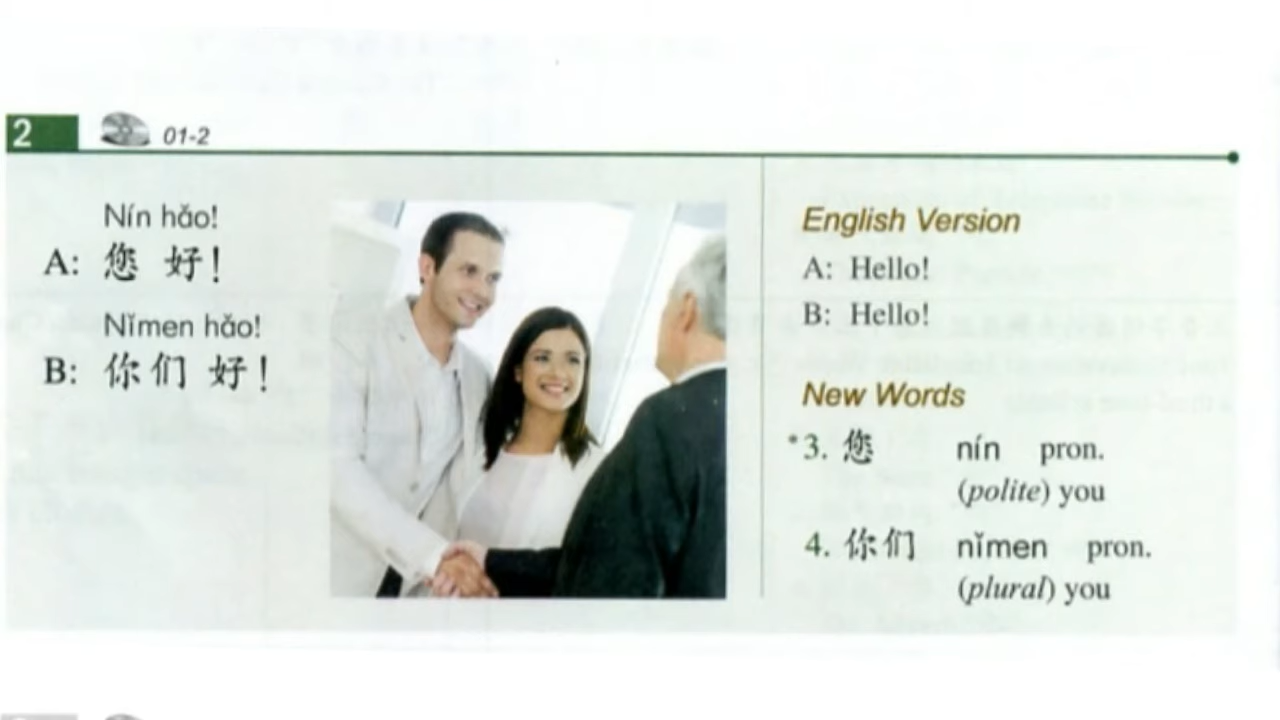 2
01-2
Nín hǎo!
A: 您 好!
Nǐmen hǎo!
B: 你们 好!
English Version
A: Hello!
B: Hello!
New Words
*3. 您 nín pron.
(polite) you
4. 你们 nǐmen pron.
(plural) you